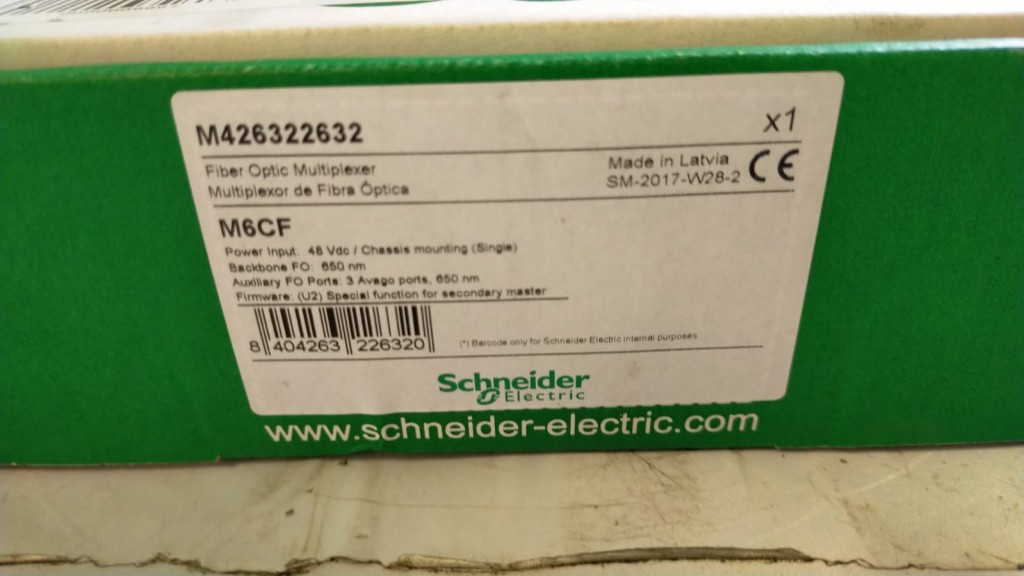 M426322632
x1
Fiber Optic Multiplexer
Multiplexor de Fibra Óptica
Made in Latvia
SM-2017-W28-2
CE
M6CF
Power Input: 48 Vdc / Chassis mounting (Single)
Backbone FO: 650 nm
Auxiliary FO Ports: 3 Avago ports, 650 nm
Firmware: (U2) Special function for secondary master
8 404263 226320
(*) Barcode only for Schneider Electric internal purposes
Schneider
Electric
www.schneider-electric.com